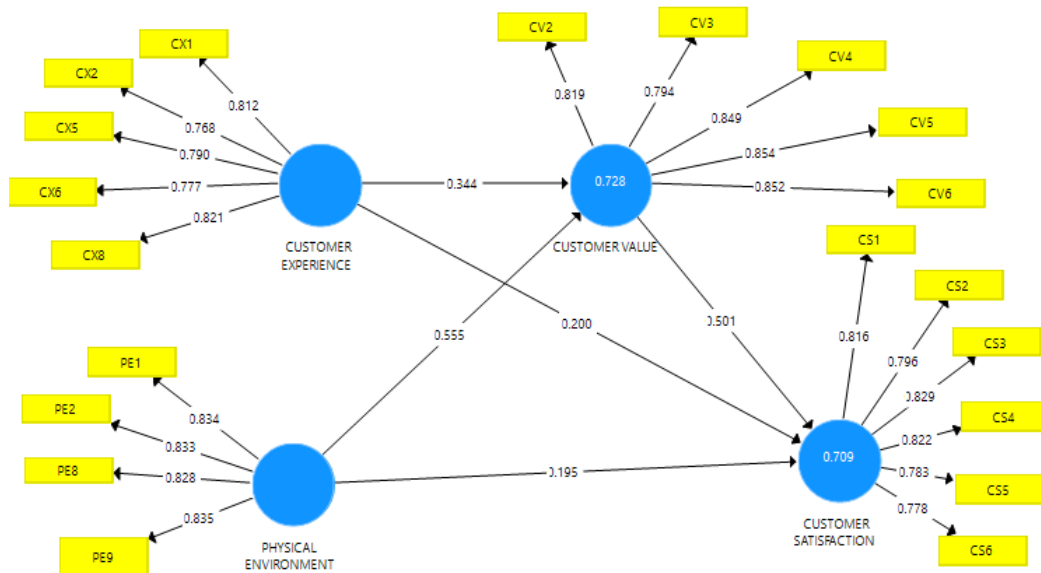 CX1
CX2
CX5
CX6
CX8
0.812
0.768
0.790
0.777
0.821
CUSTOMER
EXPERIENCE
0.344
CV2
CV3
CV4
CV5
CV6
0.819
0.794
0.849
0.854
0.852
0.728
CUSTOMER VALUE
0.555
0.200
0.501
PE1
PE2
PE8
PE9
0.834
0.833
0.828
0.835
PHYSICAL
ENVIRONMENT
0.195
CS1
CS2
CS3
CS4
CS5
CS6
0.816
0.796
0.829
0.822
0.783
0.778
0.709
CUSTOMER
SATISFACTION